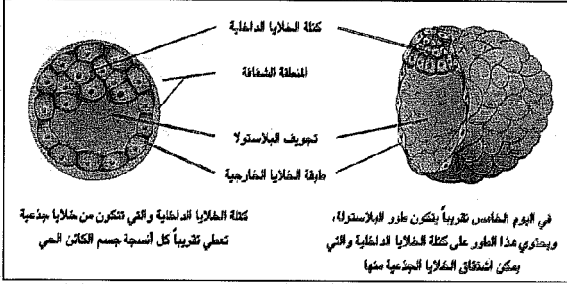 كتلة الخلايا الداخلية
المنطقة الشفافة
تجويف البلاستولا
طبقة الخلايا الخارجية
في اليوم الخامس تقريباً يتكون طور البلاستولة،
ويحتوي هذا الطور على كتلة الخلايا الداخلية والتي
يمكن اشتقاق الخلايا الجذعية منها
كتلة الخلايا الداخلية والتي تتكون من خلايا جذعية
تعطي تقريباً كل أنسجة جسم الكائن الحي